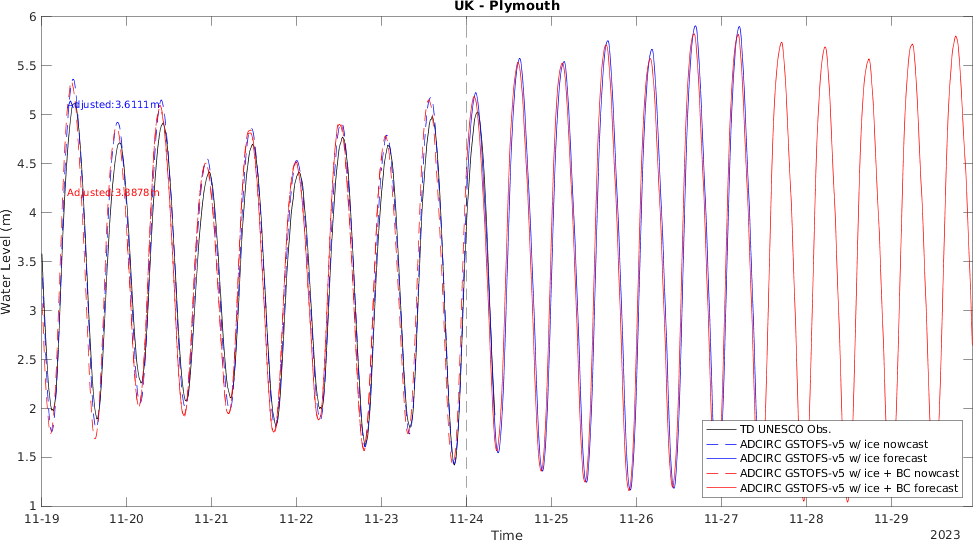 UK - Plymouth
6
5.5
5
4.5
4
3.5
3
2.5
2
1.5
1
Water Level (m)
Adjusted:3.6111m
Adjusted:3.3878m
TD UNESCO Obs.
ADCIRC GSTOFS-v5 w/ ice nowcast
ADCIRC GSTOFS-v5 w/ ice forecast
ADCIRC GSTOFS-v5 w/ ice + BC nowcast
ADCIRC GSTOFS-v5 w/ ice + BC forecast
11-19 11-20 11-21 11-22 11-23 11-24 11-25 11-26 11-27 11-28 11-29
Time
2023